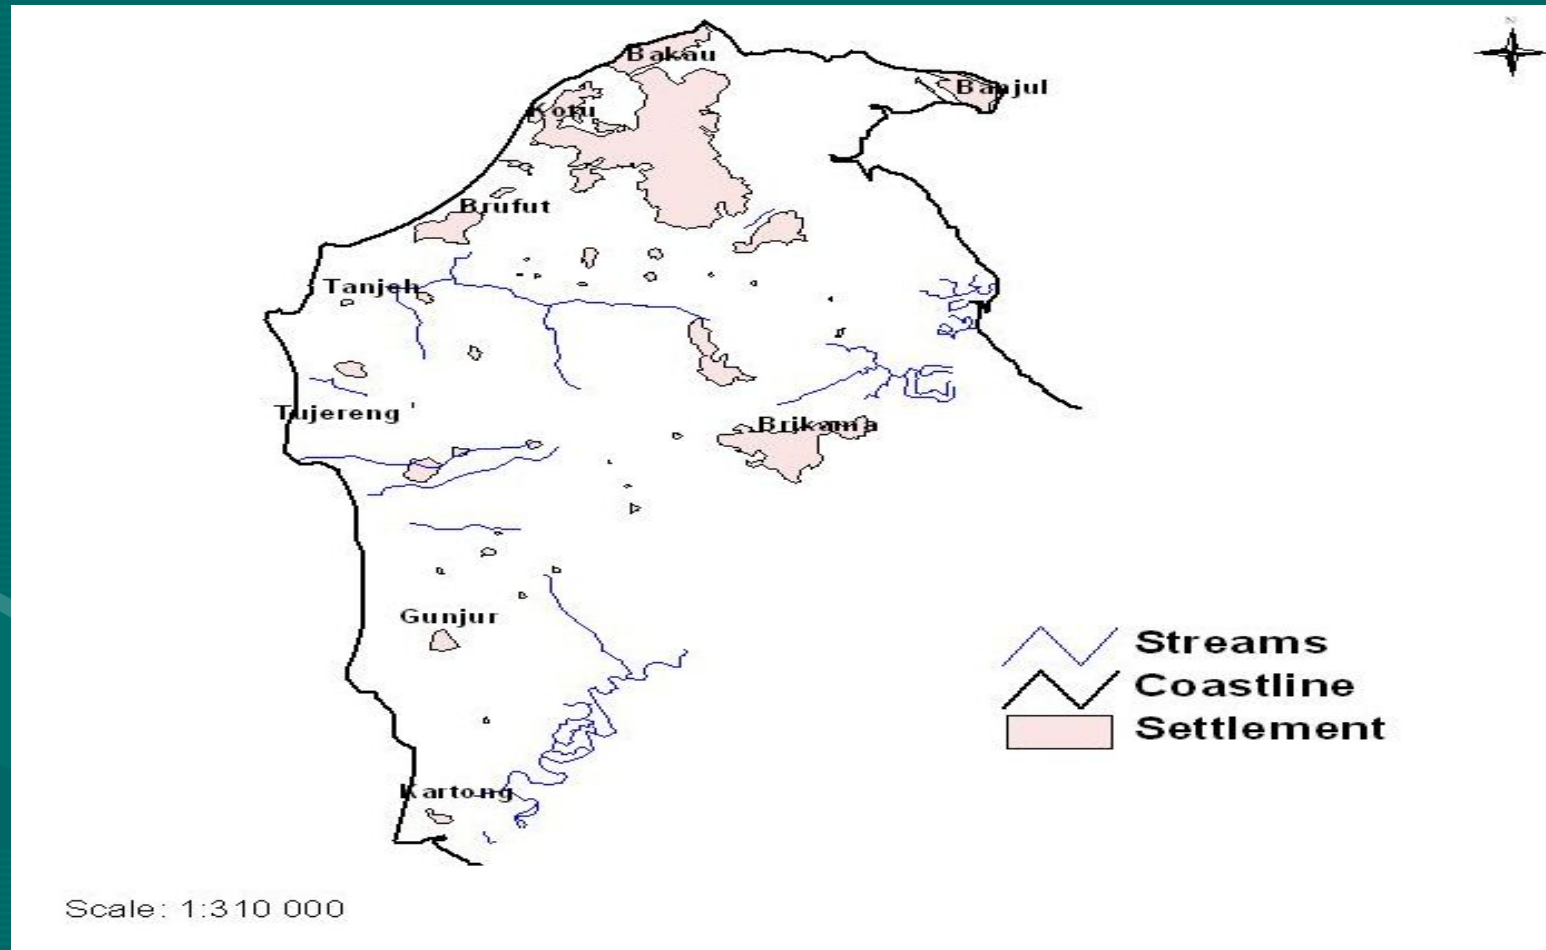 N
Bakau
Banjul
Kotu
Brufut
Tanjeh
Tujereng '
Brikama
Gunjur
Streams
Coastline
Settlement
Kartong
Scale: 1:310 000